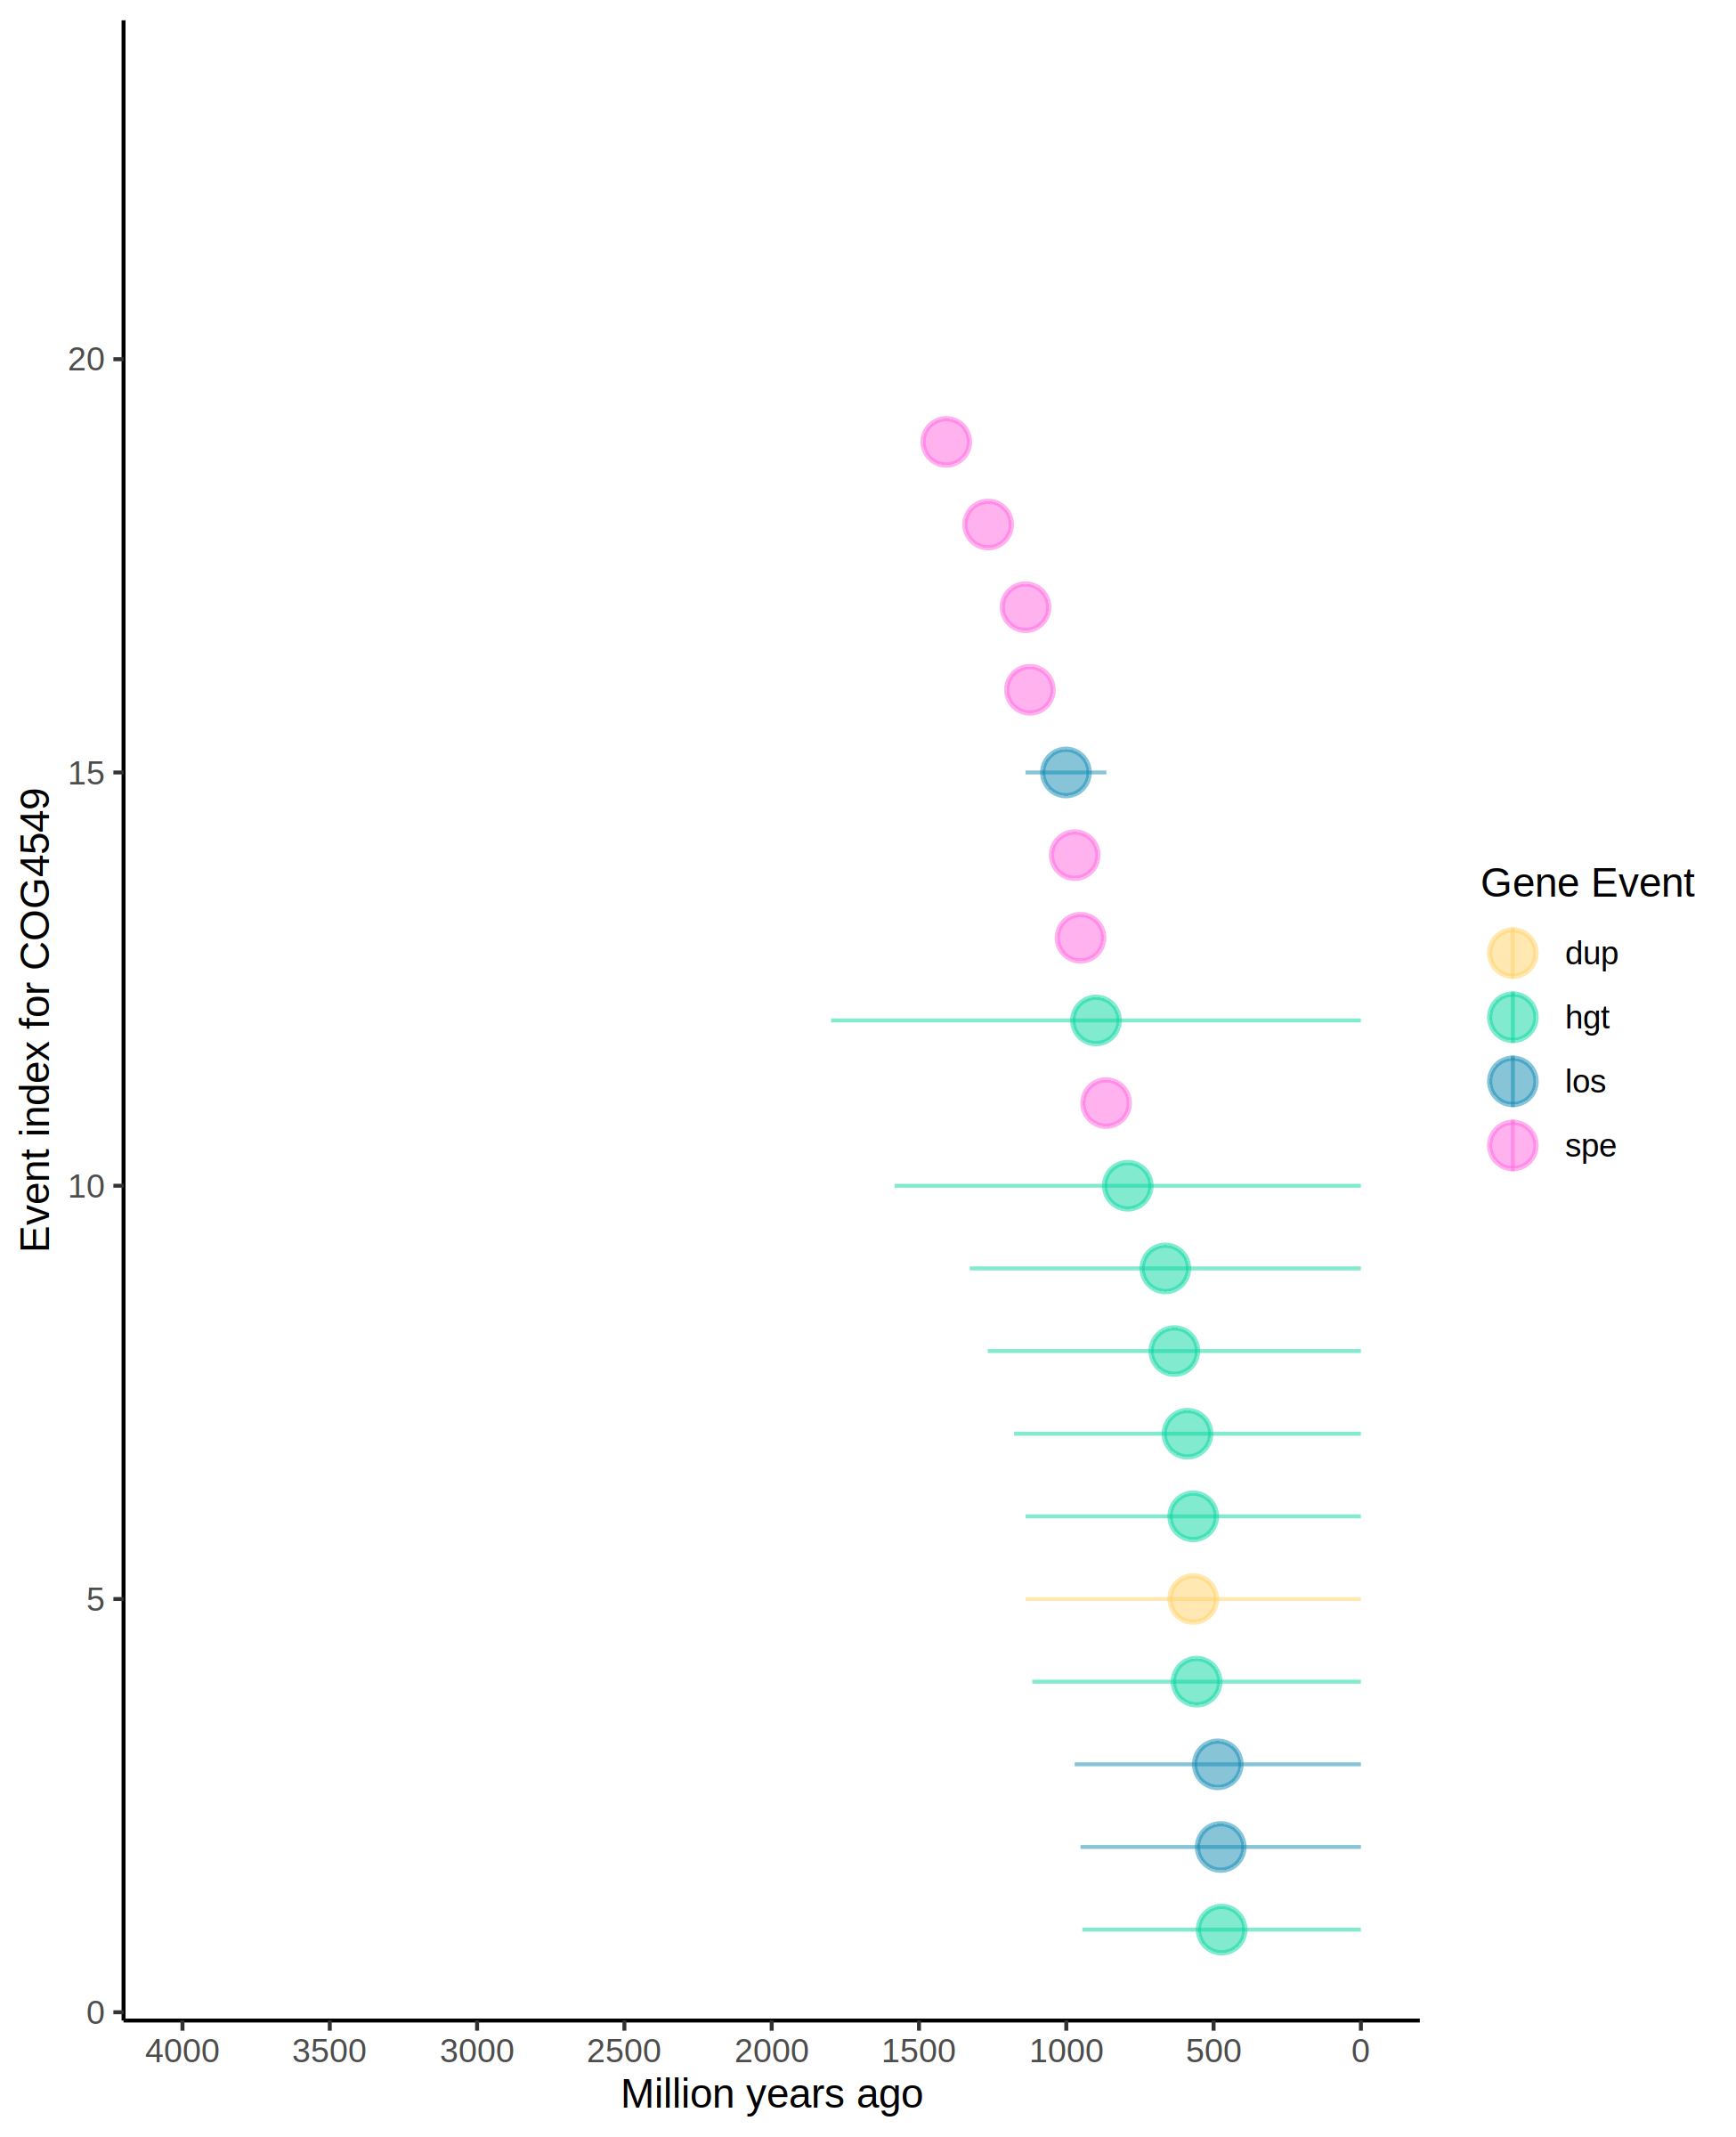 Event index for COG4549
20
15
10
5
0
4000 3500 3000 2500 2000 1500 1000 500 0
Million years ago
Gene Event
dup
hgt
los
spe